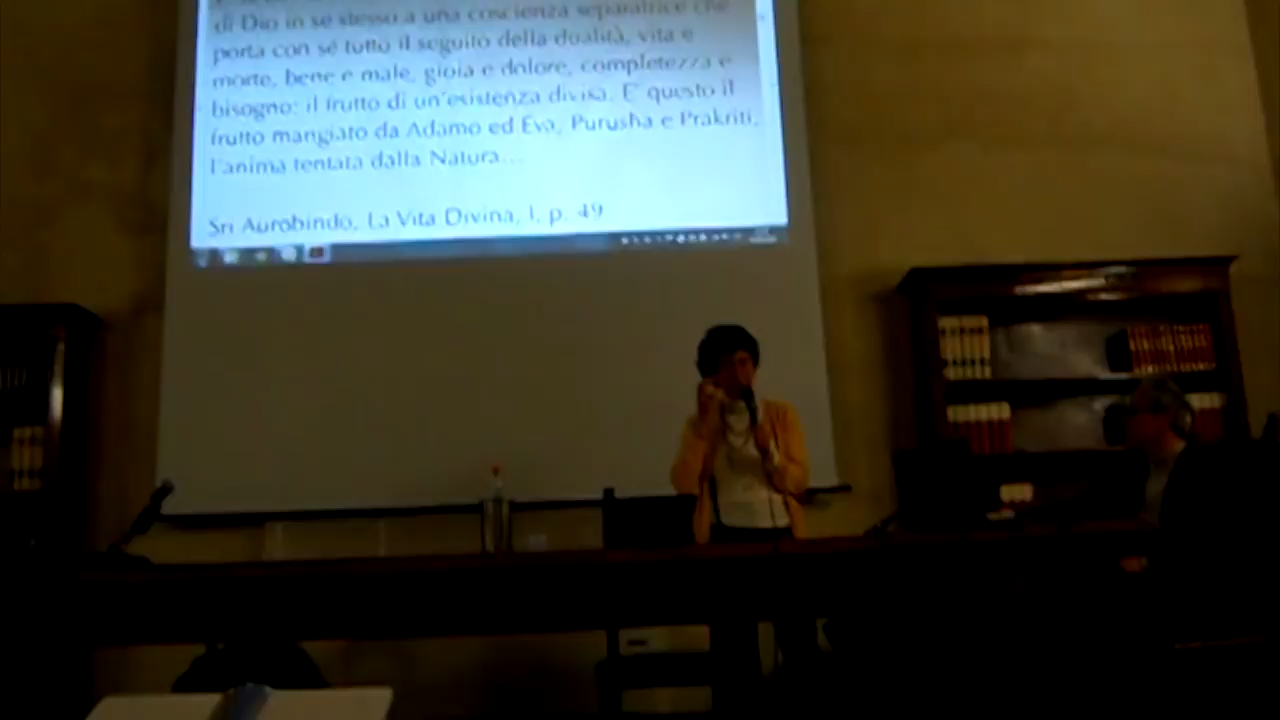 di Dio in se stesso a una coscienza separatrice che
porta con sé tutto il seguito della dualità, vita e
morte, bene e male, gioia e dolore, completezza e
bisogno: il frutto di un'esistenza divisa. E' questo il
frutto mangiato da Adamo ed Eva, Purusha e Prakriti,
l'anima tentata dalla Natura...
Sri Aurobindo, La Vita Divina, I, p. 49